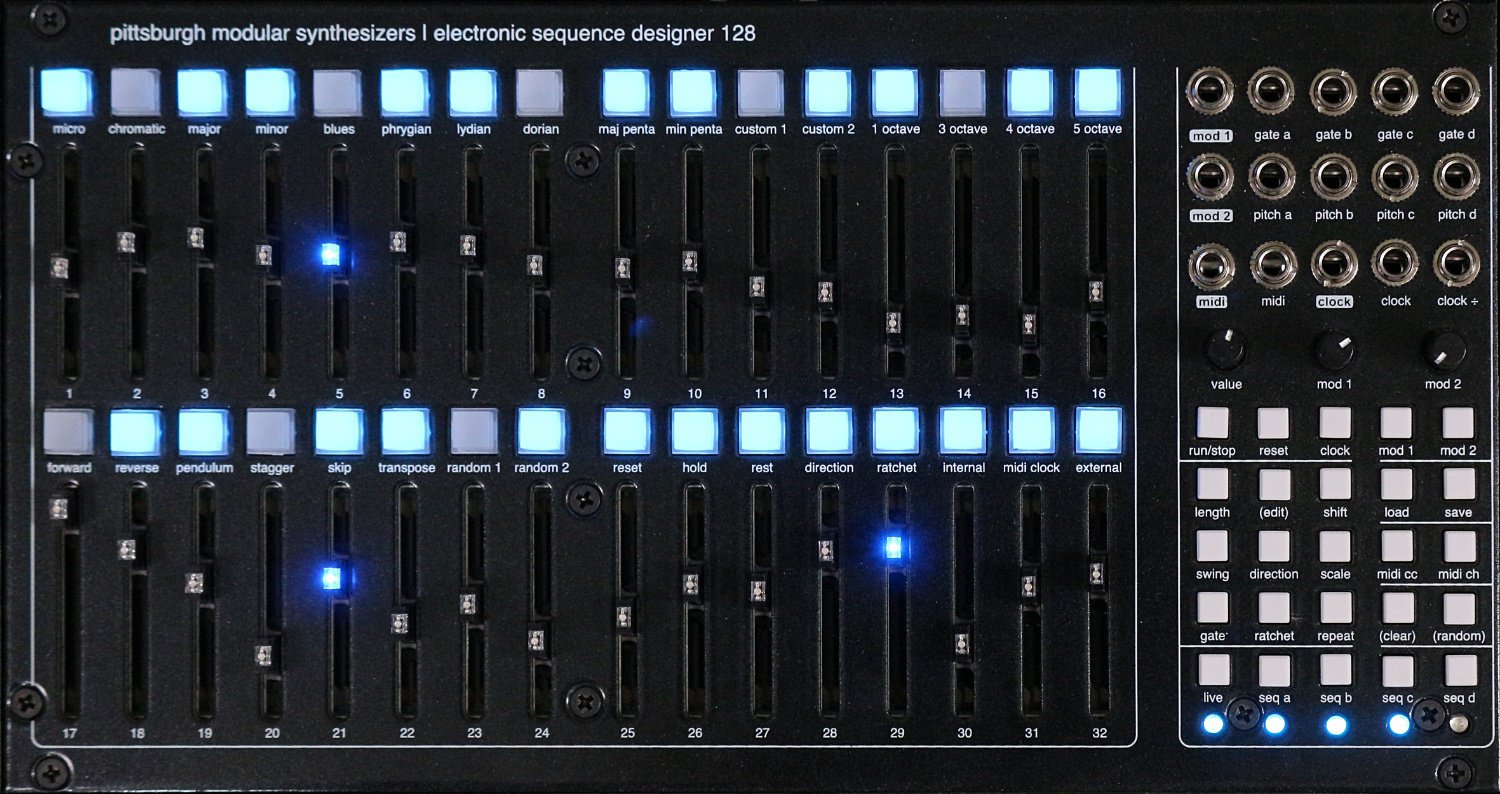 pittsburgh modular synthesizers | electronic sequence designer 128
micro chromatic major minor blues phrygian lydian dorian maj penta min penta custom 1 custom 2 1 octave 3 octave 4 octave 5 octave
1 2 3 4 5 6 7 8 9 10 11 12 13 14 15 16
forward reverse pendulum stagger skip transpose random 1 random 2 reset hold rest direction ratchet internal midi clock external
17 18 19 20 21 22 23 24 25 26 27 28 29 30 31 32
mod 1 gate a gate b gate c gate d
mod 2 pitch a pitch b pitch c pitch d
midi midi clock clock clock ÷
value mod 1 mod 2
run/stop reset clock mod 1 mod 2
length (edit) shift load save
swing direction scale midi cc midi ch
gate ratchet repeat (clear) (random)
live seq a seq b seq c seq d